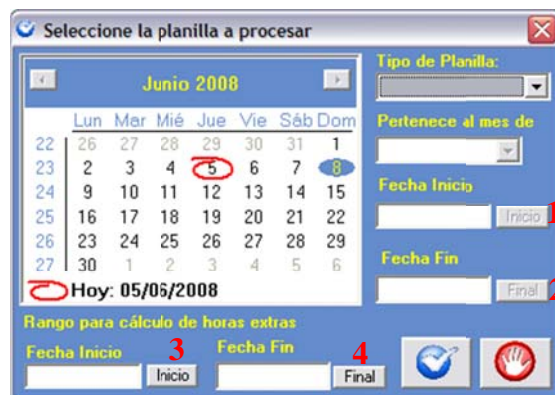 Seleccione la planilla a procesar
Junio 2008
Lun Mar Mié Jue Vie Sáb Dom
22 26 27 28 29 30 31 1
23 2 3 4 5 6 7 8
24 9 10 11 12 13 14 15
25 16 17 18 19 20 21 22
26 23 24 25 26 27 28 29
27 30 1 2 3 4 5 6
Hoy: 05/06/2008
Tipo de Planilla:
Pertenece al mes de
Fecha Inicio
Inicio 1
Fecha Fin
Final 2
Rango para cálculo de horas extras
Fecha Inicio 3
Inicio
Fecha Fin 4
Final